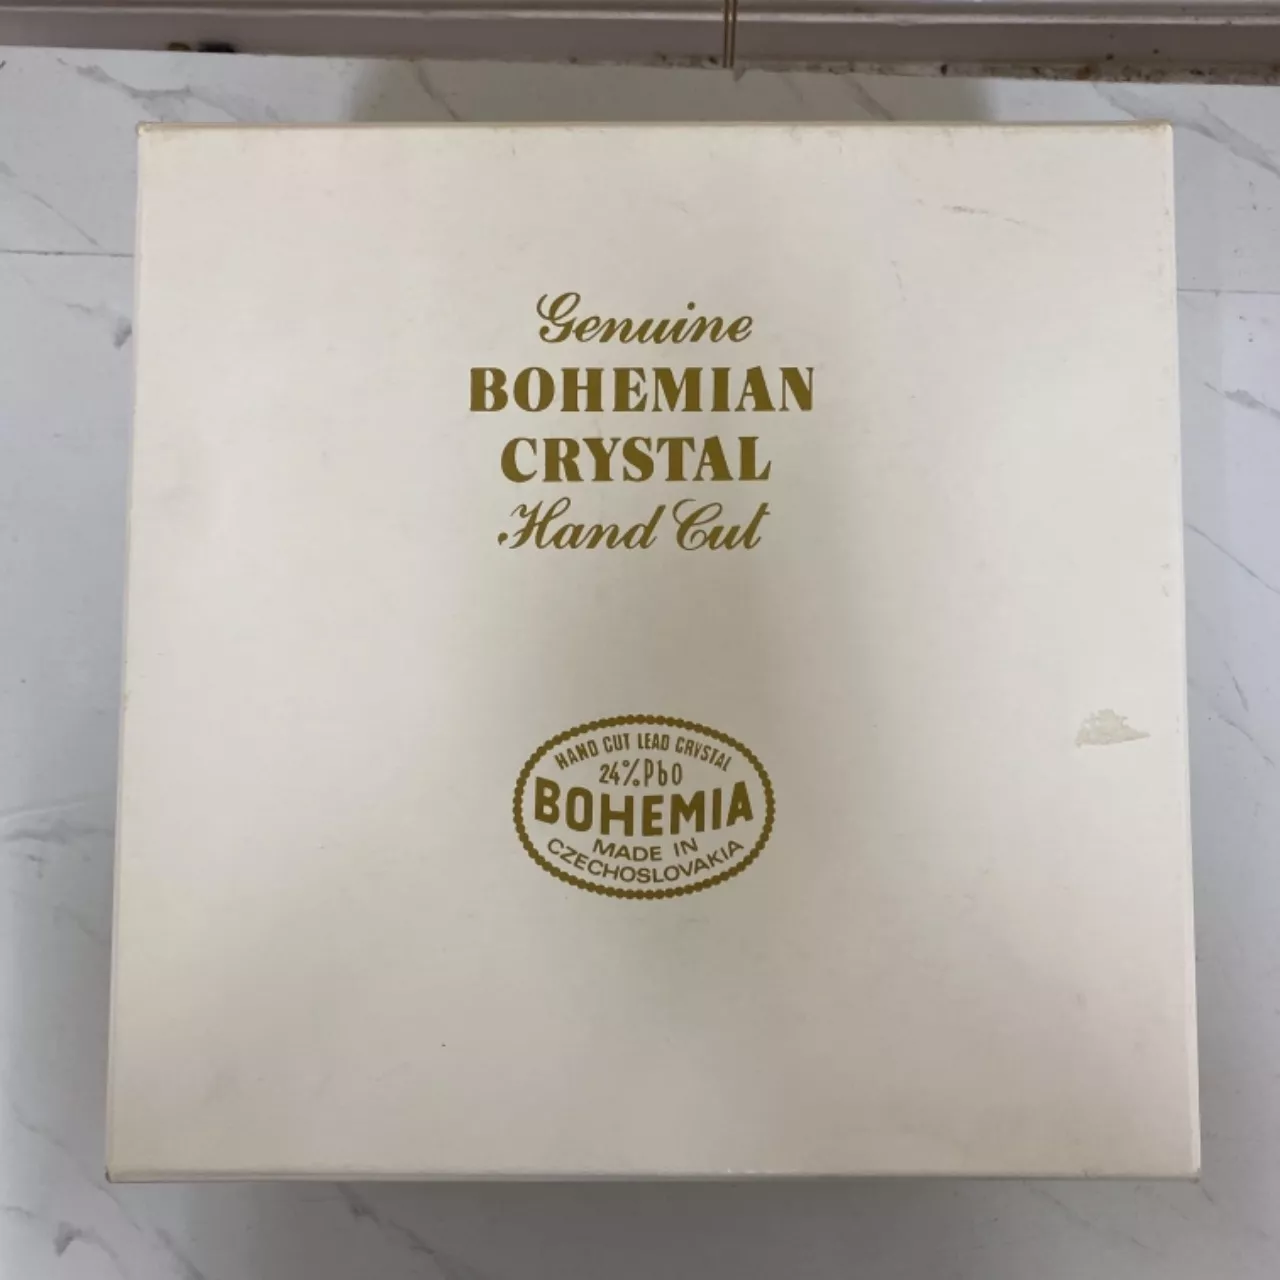 Genuine
BOHEMIAN
CRYSTAL
Hand Cut
HAND CUT LEAD CRYSTAL
24% PbO
BOHEMIA
MADE IN
CZECHOSLOVAKIA